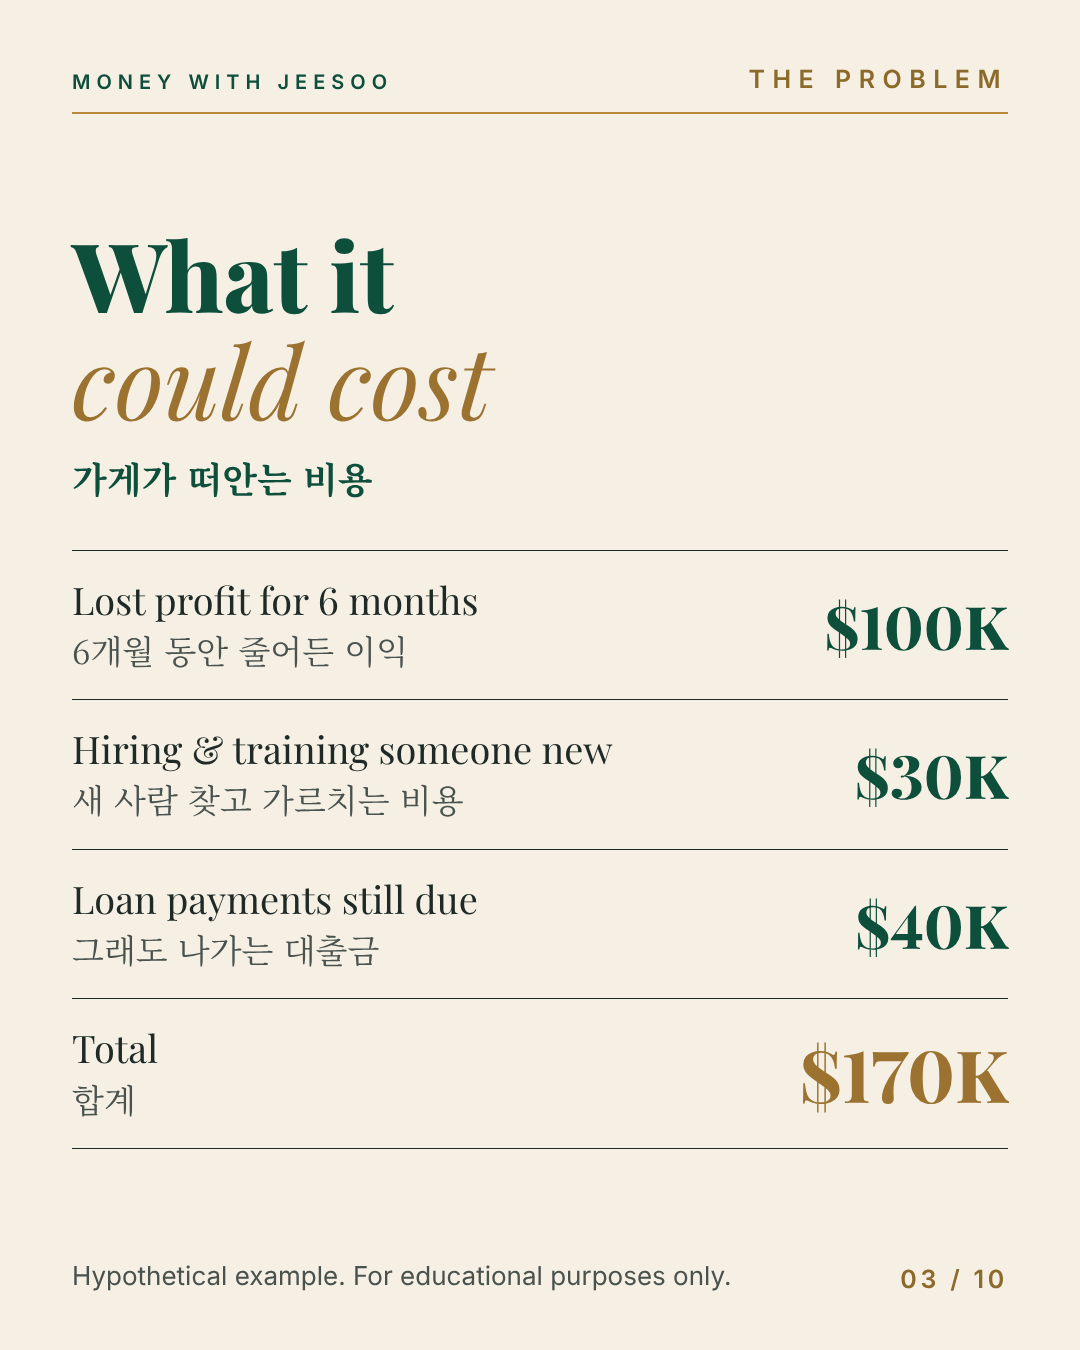 MONEY WITH JEESOO
THE PROBLEM
What it
could cost
가게가 떠안는 비용
Lost profit for 6 months
6개월 동안 줄어든 이익
$100K
Hiring & training someone new
새 사람 찾고 가르치는 비용
$30K
Loan payments still due
그래도 나가는 대출금
$40K
Total
합계
$170K
Hypothetical example. For educational purposes only.
03 / 10